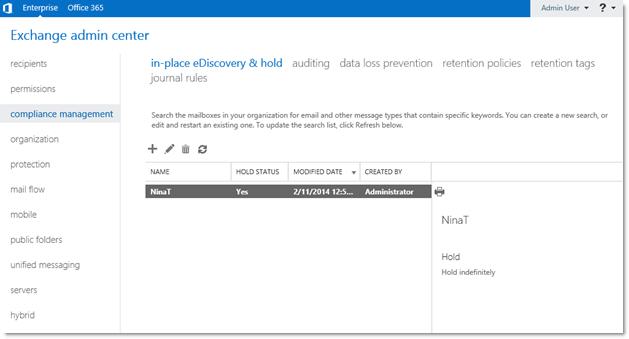 Enterprise Office 365
Admin User ?
Exchange admin center
recipients
permissions
compliance management
organization
protection
mail flow
mobile
public folders
unified messaging
servers
hybrid
in-place eDiscovery & hold auditing data loss prevention retention policies retention tags
journal rules
Search the mailboxes in your organization for email and other message types that contain specific keywords. You can create a new search, or
edit and restart an existing one. To update the search list, click Refresh below.
NAME HOLD STATUS MODIFIED DATE CREATED BY
NinaT Yes 2/11/2014 12:5... Administrator
NinaT
Hold
Hold indefinitely